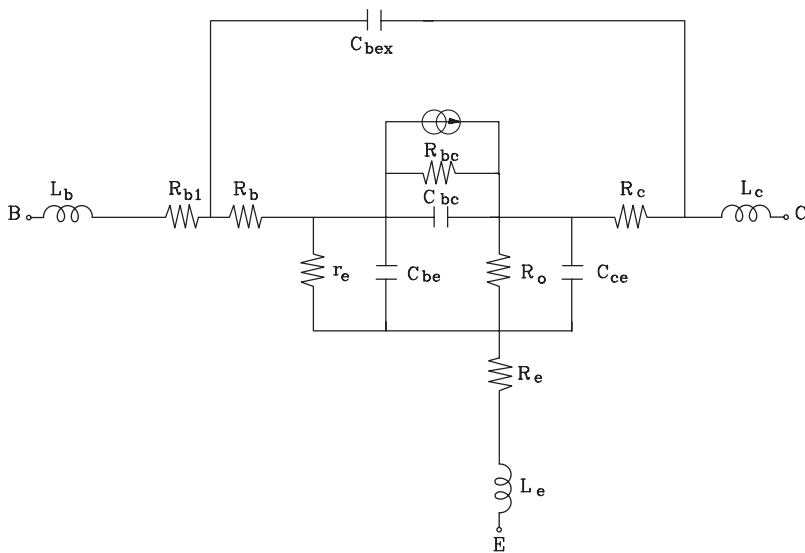 C_bex
R_bc
L_b
R_b1
R_b
C_bc
R_c
L_c
B
C
r_e
C_be
R_o
C_ce
R_e
L_e
E